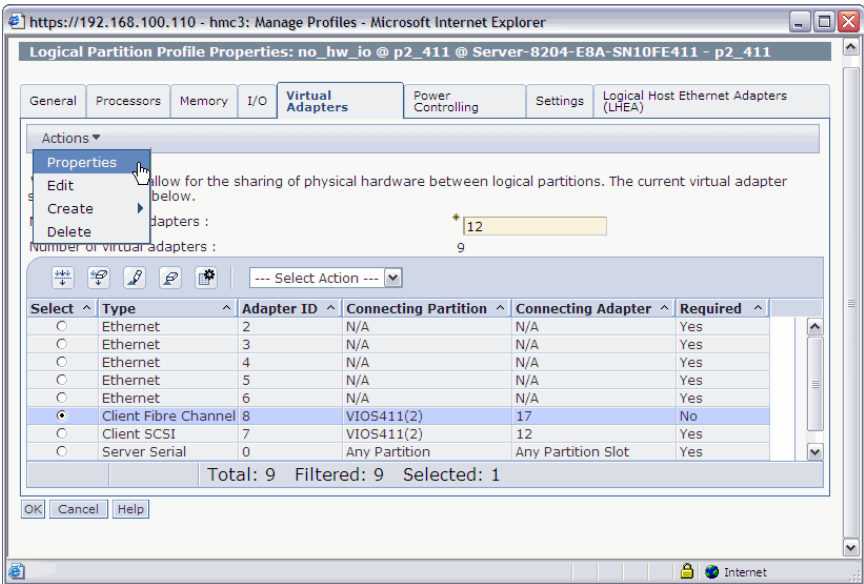 https://192.168.100.110 - hmc3: Manage Profiles - Microsoft Internet Explorer
Logical Partition Profile Properties: no_hw_io @ p2_411 @ Server-8204-E8A-SN10FE411 - p2_411
General Processors Memory I/O Virtual Adapters Power Controlling Settings Logical Host Ethernet Adapters (LHEA)
Actions
Properties
allow for the sharing of physical hardware between logical partitions. The current virtual adapter
Edit
below.
Create
dapters : * 12
Delete
Number of virtual adapters : 9
--- Select Action ---
Select ^ Type ^ Adapter ID ^ Connecting Partition ^ Connecting Adapter ^ Required ^
Ethernet 2 N/A N/A Yes
Ethernet 3 N/A N/A Yes
Ethernet 4 N/A N/A Yes
Ethernet 5 N/A N/A Yes
Ethernet 6 N/A N/A Yes
Client Fibre Channel 8 VIOS411(2) 17 No
Client SCSI 7 VIOS411(2) 12 Yes
Server Serial 0 Any Partition Any Partition Slot Yes
Total: 9 Filtered: 9 Selected: 1
OK Cancel Help
Internet